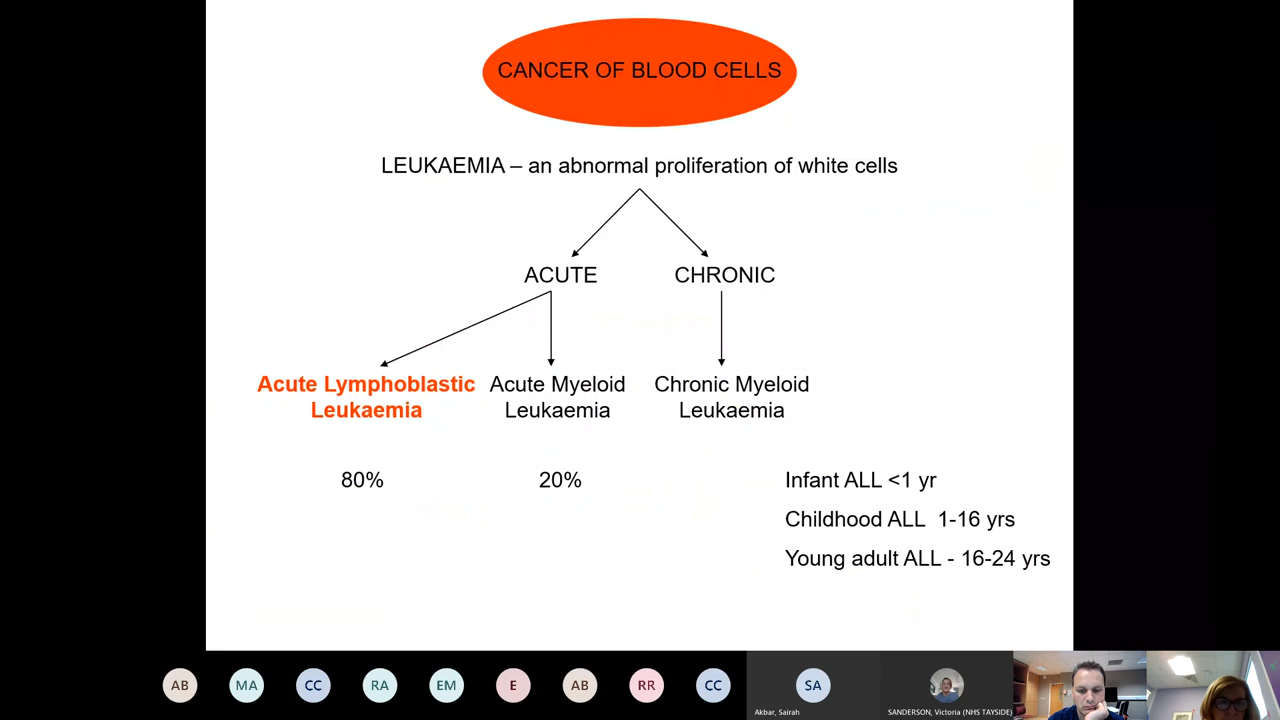 CANCER OF BLOOD CELLS
LEUKAEMIA – an abnormal proliferation of white cells
ACUTE
CHRONIC
Acute Lymphoblastic
Leukaemia
Acute Myeloid
Leukaemia
Chronic Myeloid
Leukaemia
80%
20%
Infant ALL <1 yr
Childhood ALL 1-16 yrs
Young adult ALL - 16-24 yrs
AB
MA
CC
RA
EM
E
AB
RR
CC
SA
Akbar, Sairah
SANDERSON, Victoria (NHS TAYSIDE)